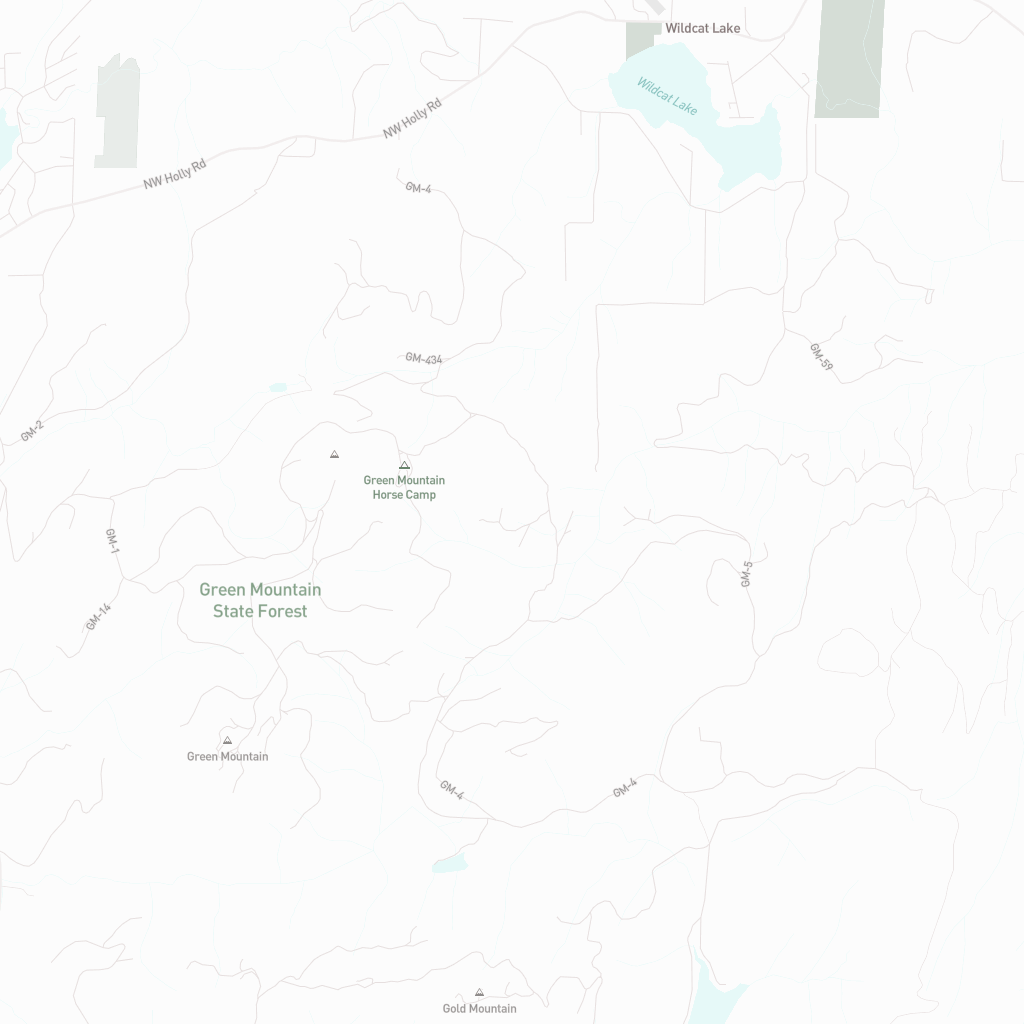 Wildcat Lake
Wildcat Lake
NW Holly Rd
NW Holly Rd
GM-4
GM-434
GM-59
GM-2
Green Mountain
Horse Camp
GM-1
GM-5
Green Mountain
State Forest
GM-14
Green Mountain
GM-4
GM-4
Gold Mountain